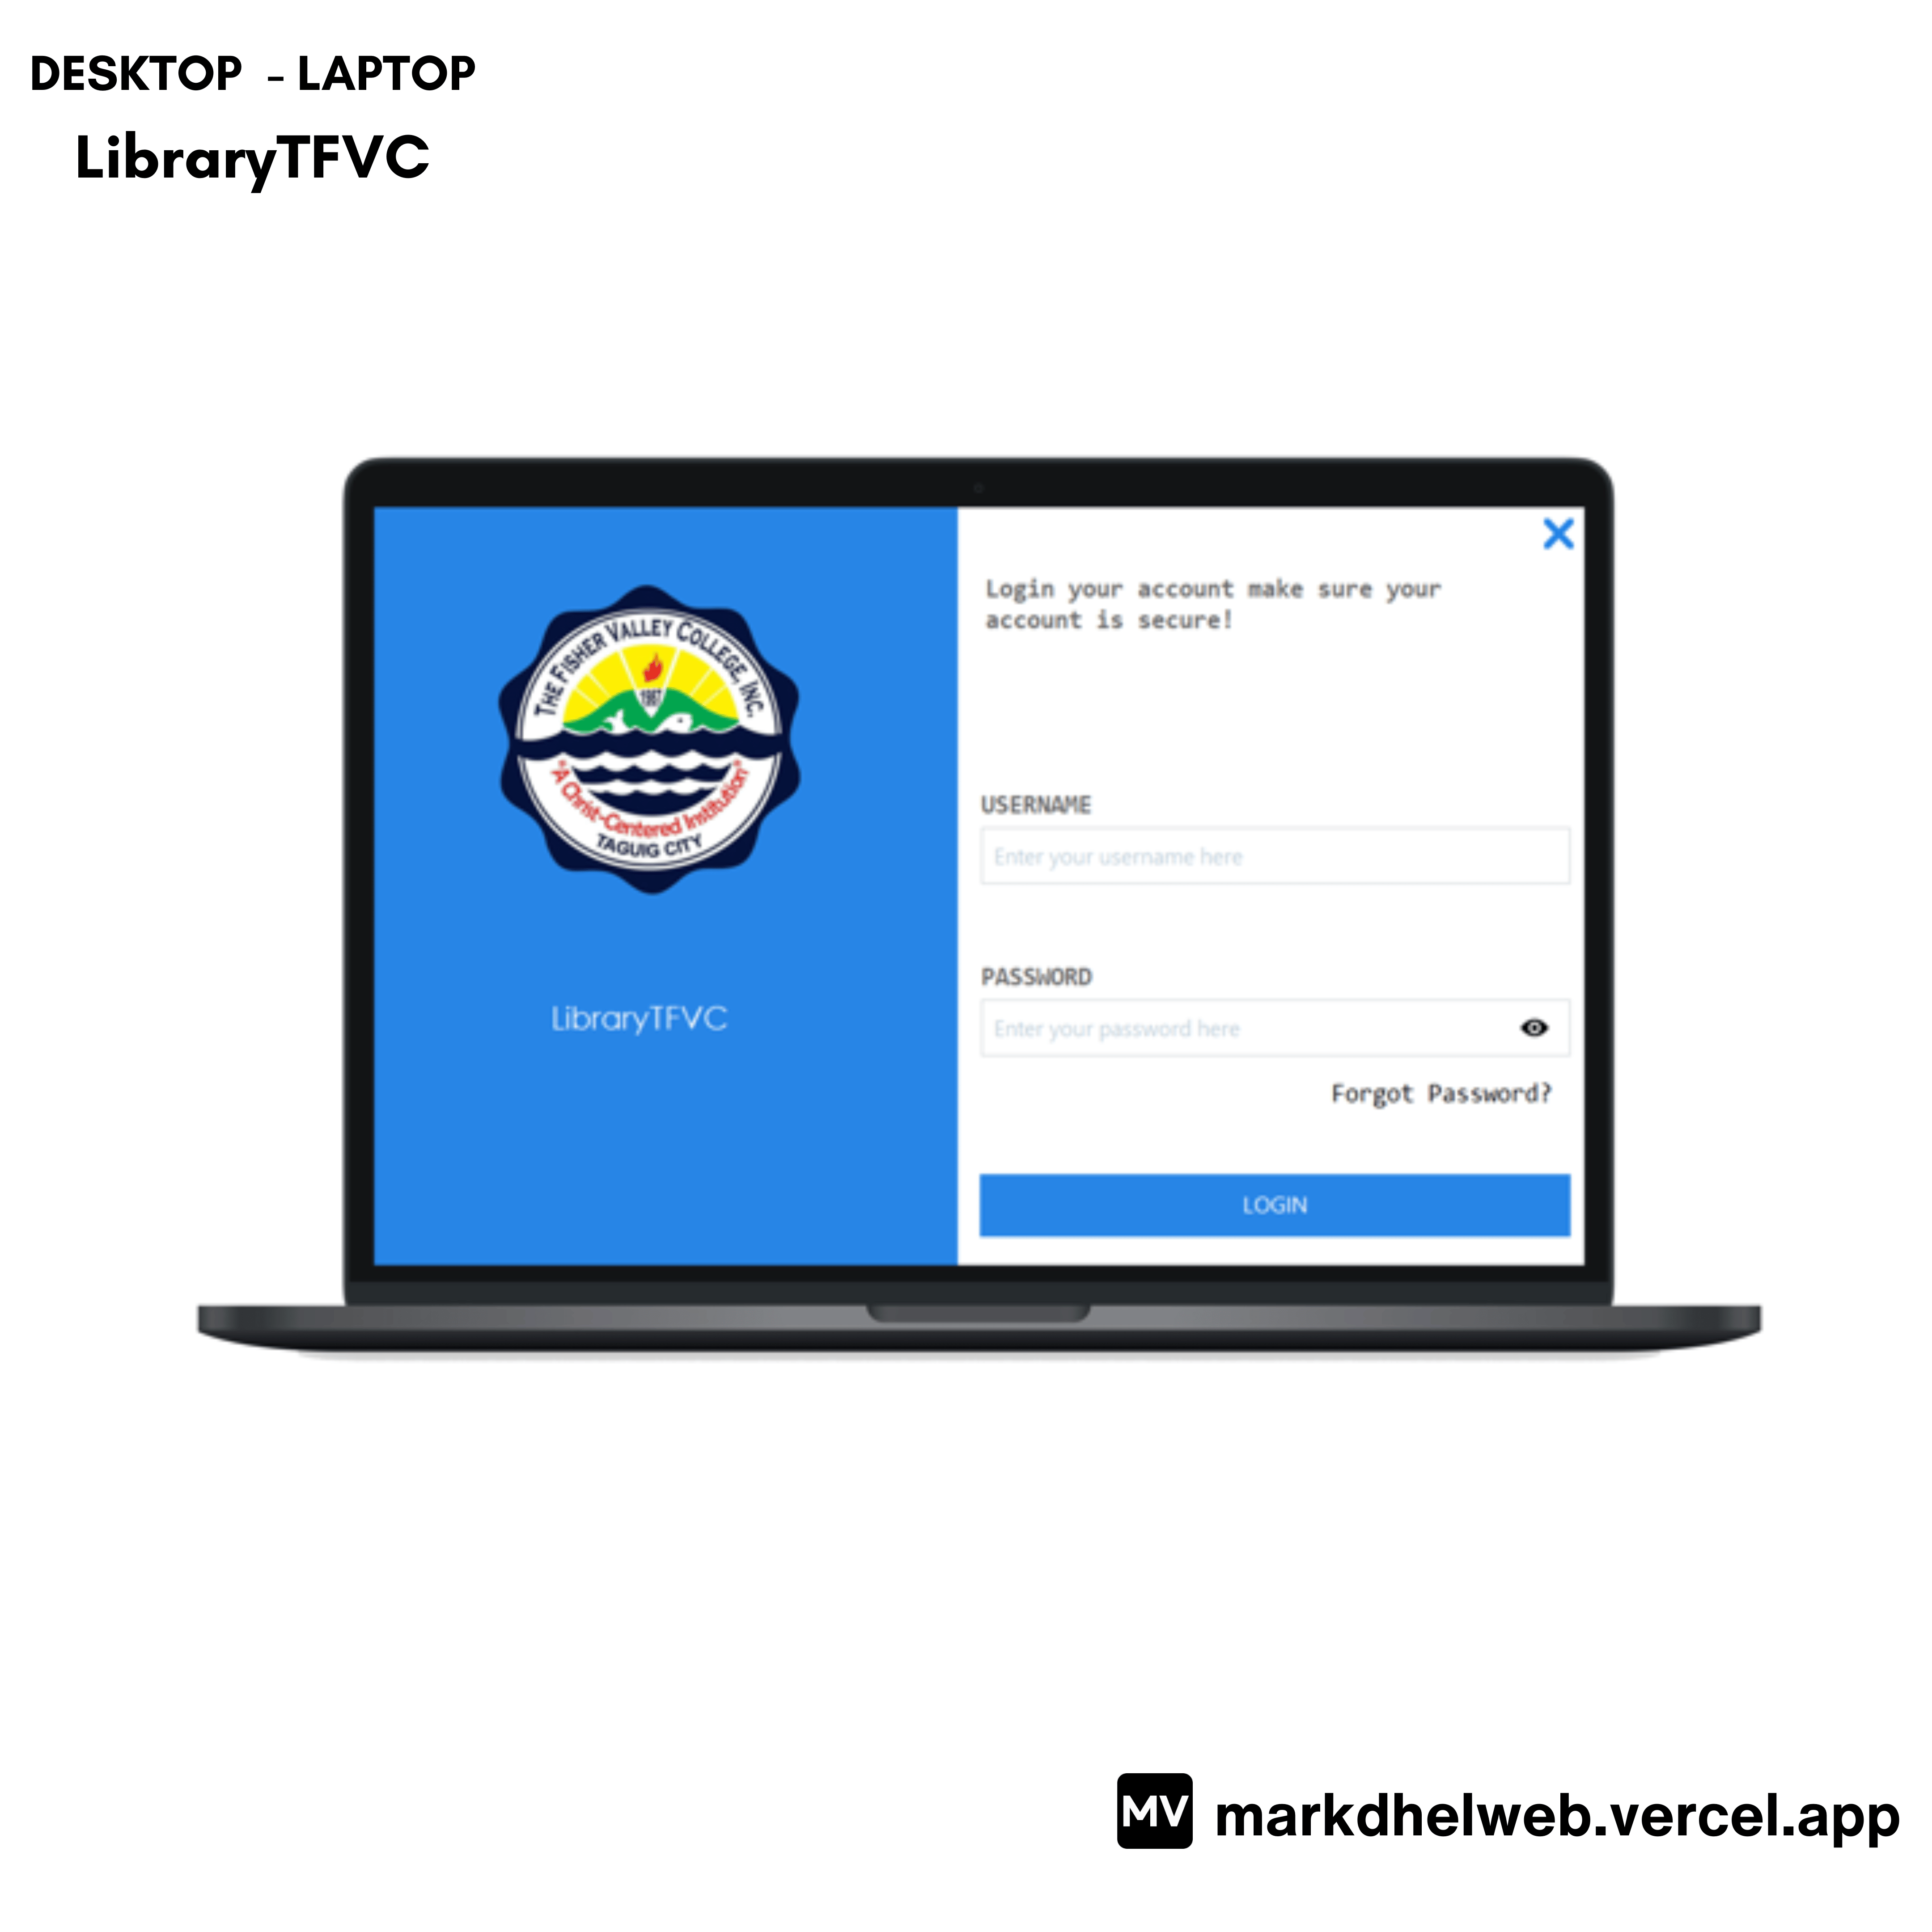 DESKTOP - LAPTOP
LibraryTFVC
THE FISHER VALLEY COLLEGE, INC.
1987
"A Christ-Centered Institution"
TAGUIG CITY
LibraryTFVC
Login your account make sure your
account is secure!
USERNAME
Enter your username here
PASSWORD
Enter your password here
Forgot Password?
LOGIN
MV markdhelweb.vercel.app